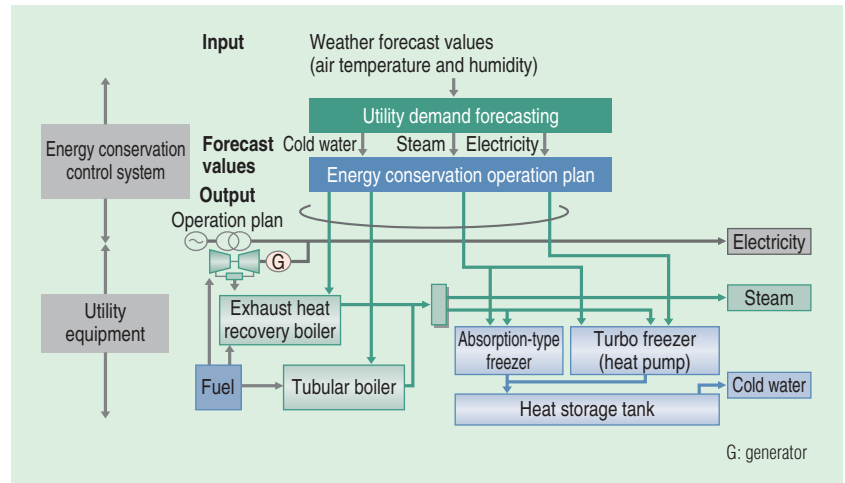 Input
Weather forecast values
(air temperature and humidity)
Utility demand forecasting
Energy conservation
control system
Forecast
values
Cold water
Steam
Electricity
Energy conservation operation plan
Output
Operation plan
G
Electricity
Utility
equipment
Exhaust heat
recovery boiler
Steam
Absorption-type
freezer
Turbo freezer
(heat pump)
Fuel
Tubular boiler
Cold water
Heat storage tank
G: generator